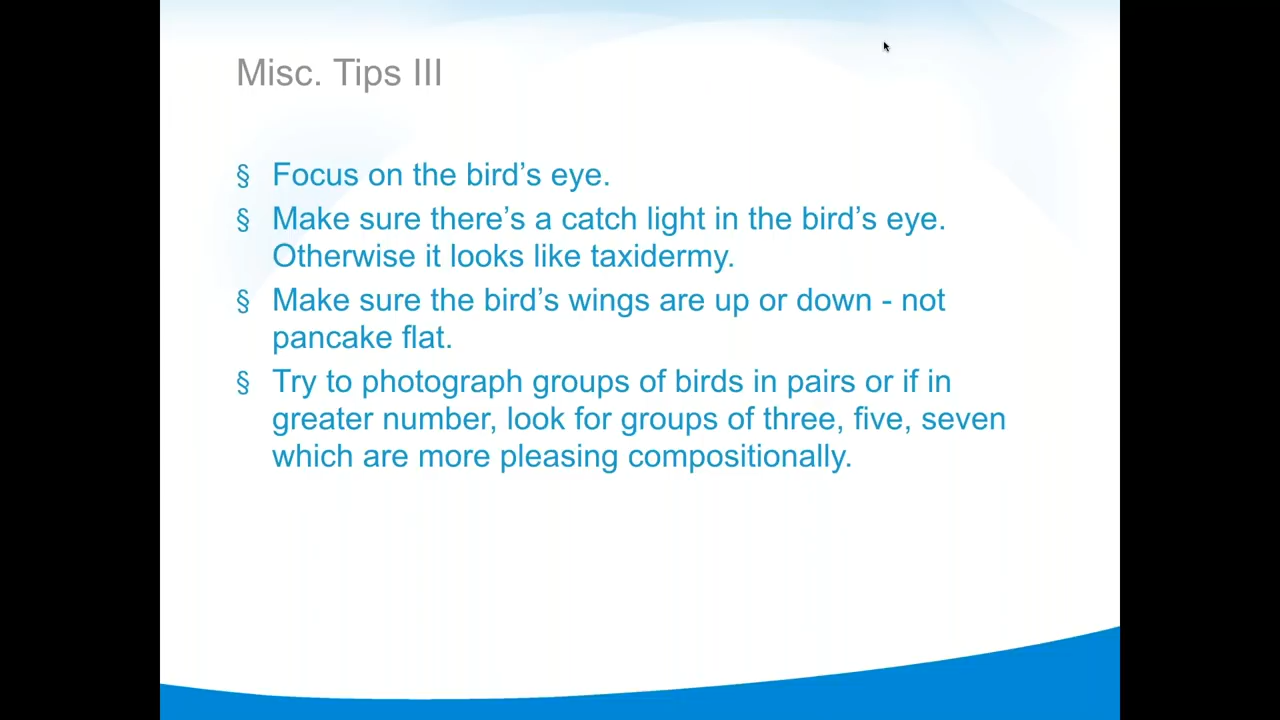 Misc. Tips III
§ Focus on the bird’s eye.
§ Make sure there’s a catch light in the bird’s eye.
Otherwise it looks like taxidermy.
§ Make sure the bird’s wings are up or down - not
pancake flat.
§ Try to photograph groups of birds in pairs or if in
greater number, look for groups of three, five, seven
which are more pleasing compositionally.